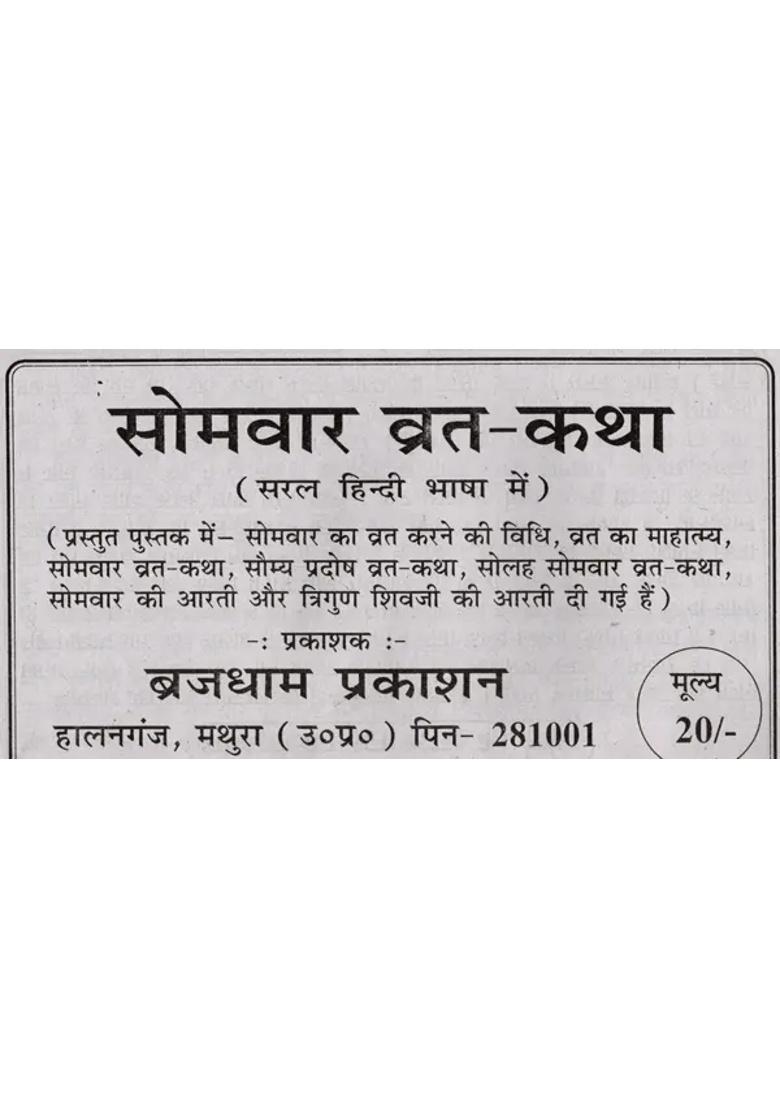 सोमवार व्रत-कथा
( सरल हिन्दी भाषा में )
( प्रस्तुत पुस्तक में– सोमवार का व्रत करने की विधि, व्रत का माहात्म्य,
सोमवार व्रत-कथा, सौम्य प्रदोष व्रत-कथा, सोलह सोमवार व्रत-कथा,
सोमवार की आरती और त्रिगुण शिवजी की आरती दी गई हैं )
-: प्रकाशक :-
ब्रजधाम प्रकाशन
हालनगंज, मथुरा ( उ०प्र० ) पिन- 281001
मूल्य
20/-